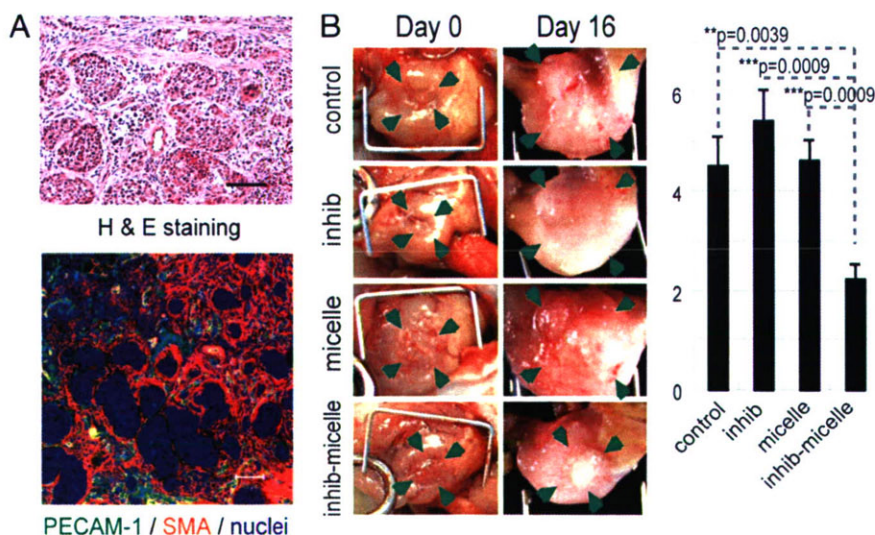 A
H & E staining
PECAM-1 / SMA / nuclei
B
Day 0
Day 16
control
inhib
micelle
inhib-micelle
**p=0.0039
***p=0.0009
***p=0.0009
6
4
2
0
control
inhib
micelle
inhib-micelle